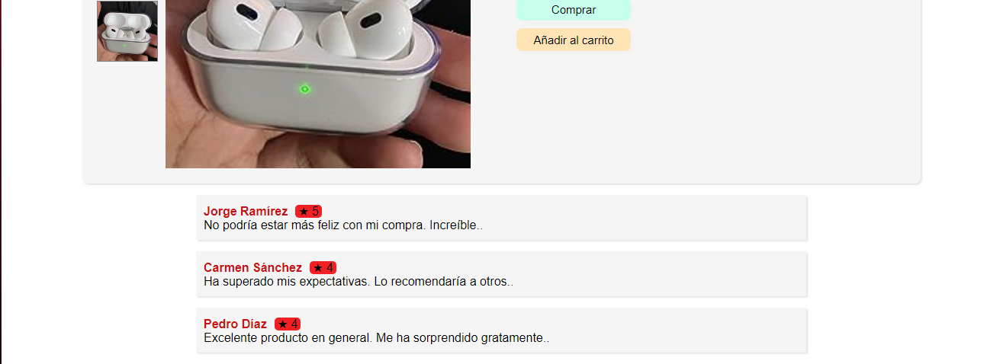 Comprar
Añadir al carrito
Jorge Ramírez ★ 5
No podría estar más feliz con mi compra. Increíble..
Carmen Sánchez ★ 4
Ha superado mis expectativas. Lo recomendaría a otros..
Pedro Díaz ★ 4
Excelente producto en general. Me ha sorprendido gratamente..